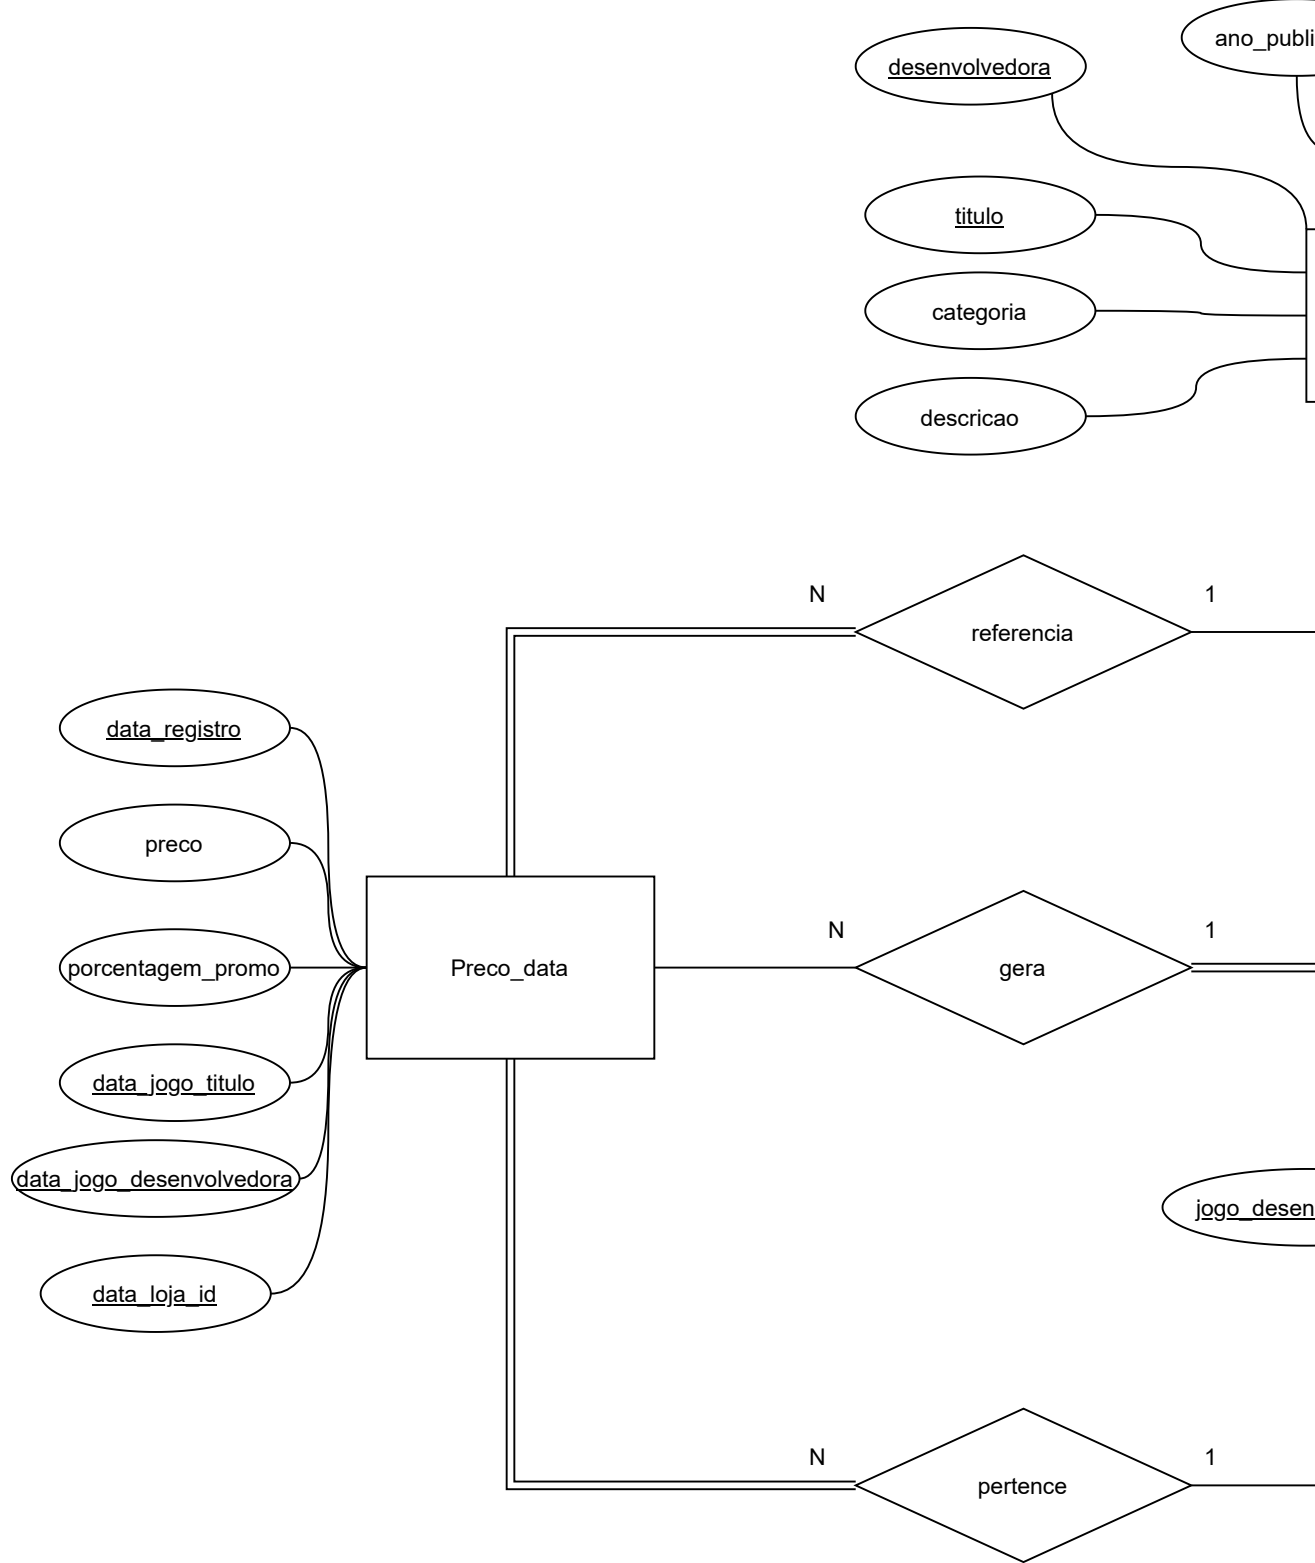 ano_publi
desenvolvedora
titulo
categoria
descricao
N
1
referencia
data_registro
preco
N
1
porcentagem_promo
Preco_data
gera
data_jogo_titulo
data_jogo_desenvolvedora
jogo_desen
data_loja_id
N
1
pertence